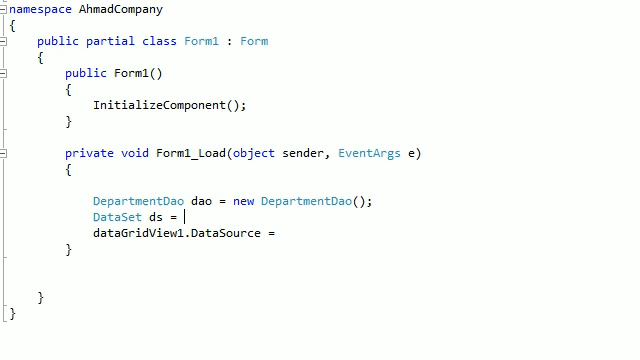 namespace AhmadCompany
{
public partial class Form1 : Form
{
public Form1()
{
InitializeComponent();
}
private void Form1_Load(object sender, EventArgs e)
{
DepartmentDao dao = new DepartmentDao();
DataSet ds =
dataGridView1.DataSource =
}
}
}